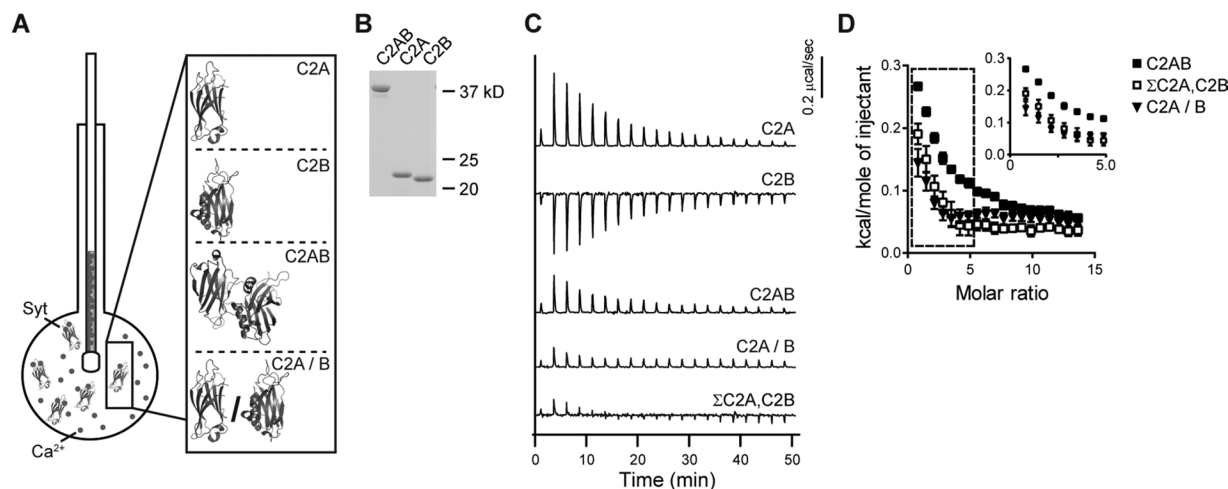 A
C2A
C2B
C2AB
C2A / B
Syt
Ca²⁺
B
C2AB
C2A
C2B
37 kD
25
20
C
0.2 μcal/sec
C2A
C2B
C2AB
C2A / B
ΣC2A,C2B
0 10 20 30 40 50
Time (min)
D
C2AB
ΣC2A,C2B
C2A / B
kcal/mole of injectant
0.3
0.2
0.1
0.0
0 5 10 15
Molar ratio
0.3
0.2
0.1
0.0
0 5.0